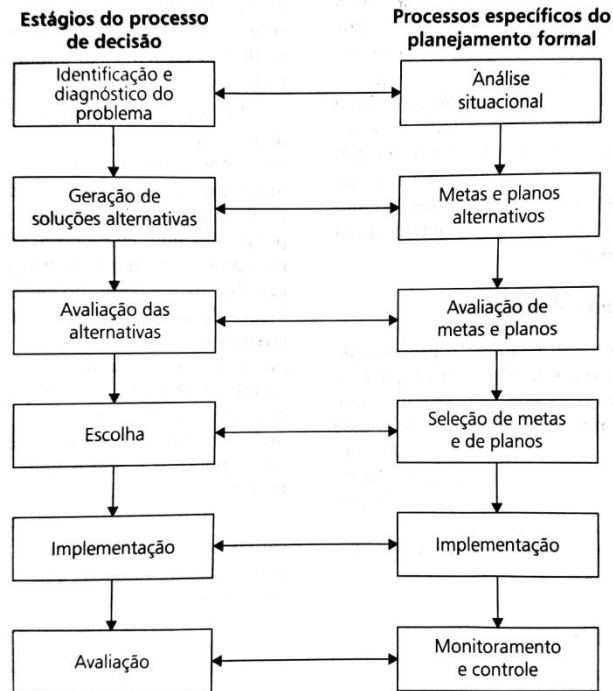 Estágios do processo
de decisão
Processos específicos do
planejamento formal
Identificação e
diagnóstico do
problema
Análise
situacional
Geração de
soluções alternativas
Metas e planos
alternativos
Avaliação das
alternativas
Avaliação de
metas e planos
Escolha
Seleção de metas
e de planos
Implementação
Implementação
Avaliação
Monitoramento
e controle